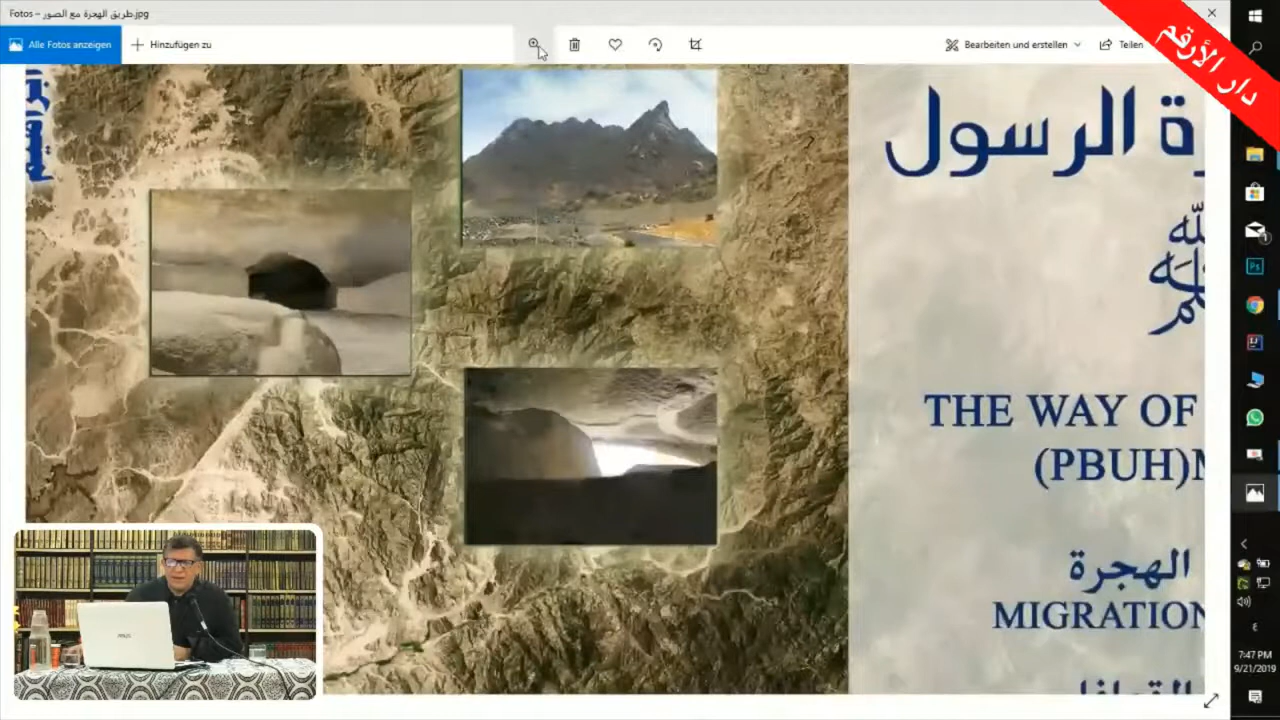 Fotos – طريق الهجرة مع الصور.jpg
Alle Fotos anzeigen
Hinzufügen zu
Bearbeiten und erstellen
Teilen
دار الأرقم
ة الرسول
THE WAY OF
(PBUH)
الهجرة
MIGRATION
ASUS
7:47 PM
9/21/2019